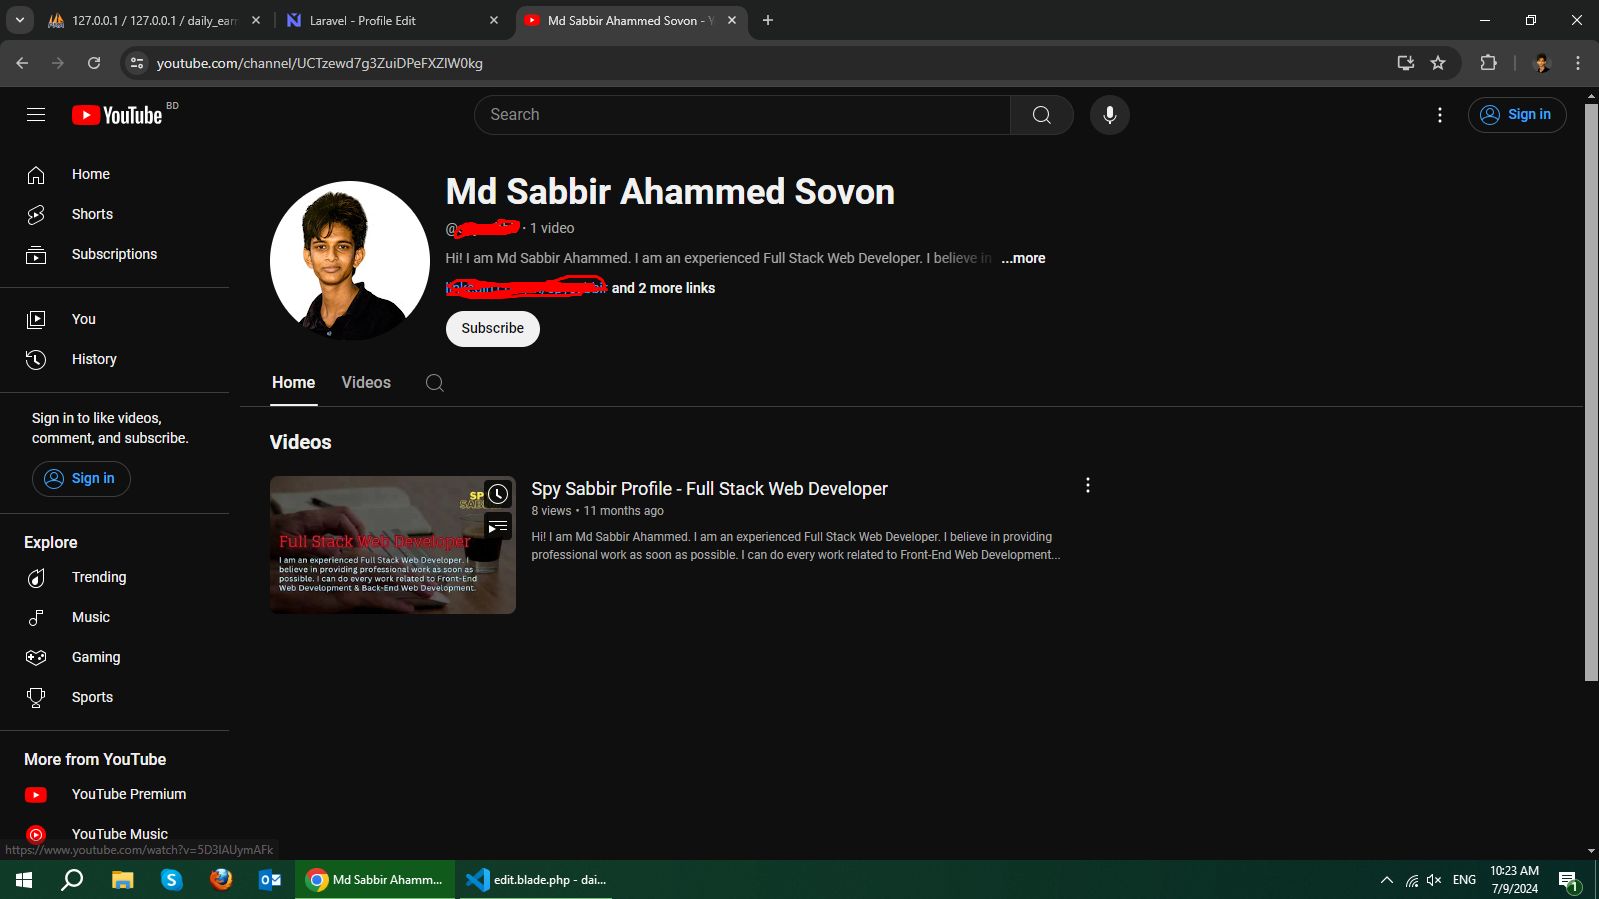 127.0.0.1 / 127.0.0.1 / daily_earn
Laravel - Profile Edit
Md Sabbir Ahammed Sovon - Y
youtube.com/channel/UCTzewd7g3ZuiDPeFXZIW0kg
YouTube BD
Search
Sign in
Home
Shorts
Subscriptions
You
History
Sign in to like videos,
comment, and subscribe.
Sign in
Explore
Trending
Music
Gaming
Sports
More from YouTube
YouTube Premium
YouTube Music
https://www.youtube.com/watch?v=5D3IAUymAFk
Md Sabbir Ahammed Sovon
@ · 1 video
Hi! I am Md Sabbir Ahammed. I am an experienced Full Stack Web Developer. I believe in ...more
and 2 more links
Subscribe
Home
Videos
Videos
SP
SAB
Full Stack Web Developer
I am an experienced Full Stack Web Developer. I
believe in providing professional work as soon as
possible. I can do every work related to Front-End
Web Development & Back-End Web Development.
Spy Sabbir Profile - Full Stack Web Developer
8 views • 11 months ago
Hi! I am Md Sabbir Ahammed. I am an experienced Full Stack Web Developer. I believe in providing
professional work as soon as possible. I can do every work related to Front-End Web Development...
Md Sabbir Ahamm...
edit.blade.php - dai...
ENG
10:23 AM
7/9/2024
1